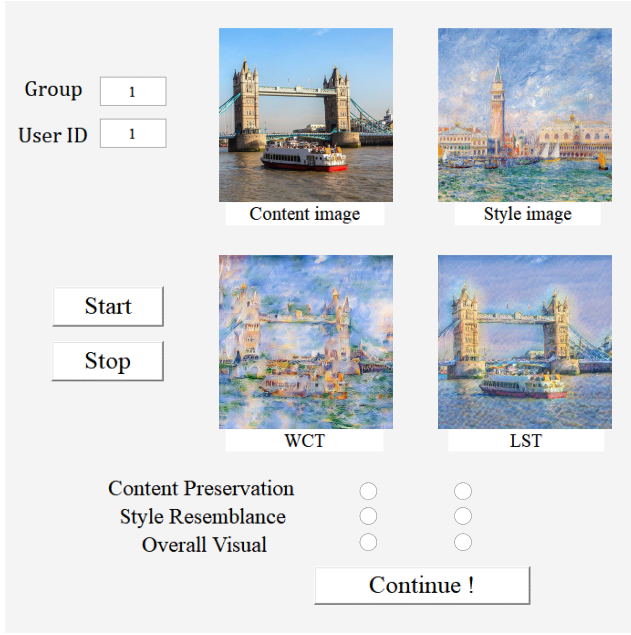 Group 1
User ID 1
Content image
Style image
Start
Stop
WCT
LST
Content Preservation
Style Resemblance
Overall Visual
Continue !